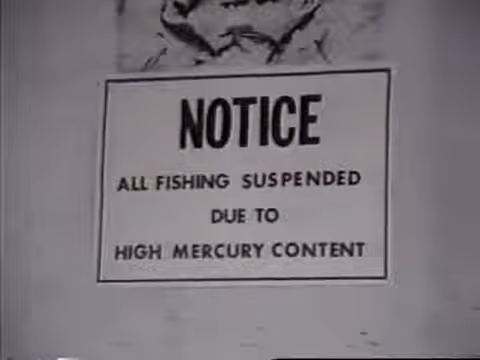 NOTICE
ALL FISHING SUSPENDED
DUE TO
HIGH MERCURY CONTENT